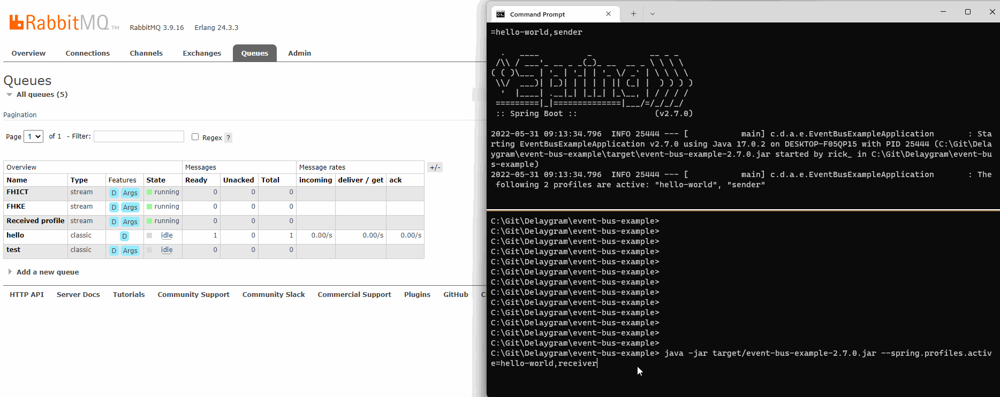 RabbitMQ TM
RabbitMQ 3.9.16 Erlang 24.3.3
Overview Connections Channels Exchanges Queues Admin
Queues
All queues (5)
Pagination
Page 1 of 1 - Filter: Regex ?
Overview Messages Message rates +/-
Name Type Features State Ready Unacked Total incoming deliver / get ack
FHICT stream D Args running 0 0 0
FHKE stream D Args running 0 0 0
Received profile stream D Args running 0 0 0
hello classic D idle 1 0 1 0.00/s 0.00/s 0.00/s
test classic D Args idle 0 0 0
Add a new queue
HTTP API Server Docs Tutorials Community Support Community Slack Commercial Support Plugins GitHub C
Command Prompt
=hello-world,sender
Spring
:: Spring Boot :: (v2.7.0)
2022-05-31 09:13:34.796 INFO 25444 --- [ main] c.d.a.e.EventBusExampleApplication : Sta
rting EventBusExampleApplication v2.7.0 using Java 17.0.2 on DESKTOP-F05QP15 with PID 25444 (C:\Git\Dela
ygram\event-bus-example\target\event-bus-example-2.7.0.jar started by rick_ in C:\Git\Delaygram\event-bu
s-example)
2022-05-31 09:13:34.796 INFO 25444 --- [ main] c.d.a.e.EventBusExampleApplication : The
following 2 profiles are active: "hello-world", "sender"
C:\Git\Delaygram\event-bus-example>
C:\Git\Delaygram\event-bus-example>
C:\Git\Delaygram\event-bus-example>
C:\Git\Delaygram\event-bus-example>
C:\Git\Delaygram\event-bus-example>
C:\Git\Delaygram\event-bus-example>
C:\Git\Delaygram\event-bus-example>
C:\Git\Delaygram\event-bus-example>
C:\Git\Delaygram\event-bus-example>
C:\Git\Delaygram\event-bus-example>
C:\Git\Delaygram\event-bus-example>
C:\Git\Delaygram\event-bus-example>
C:\Git\Delaygram\event-bus-example>
C:\Git\Delaygram\event-bus-example> java -jar target/event-bus-example-2.7.0.jar --spring.profiles.activ
e=hello-world,receiver